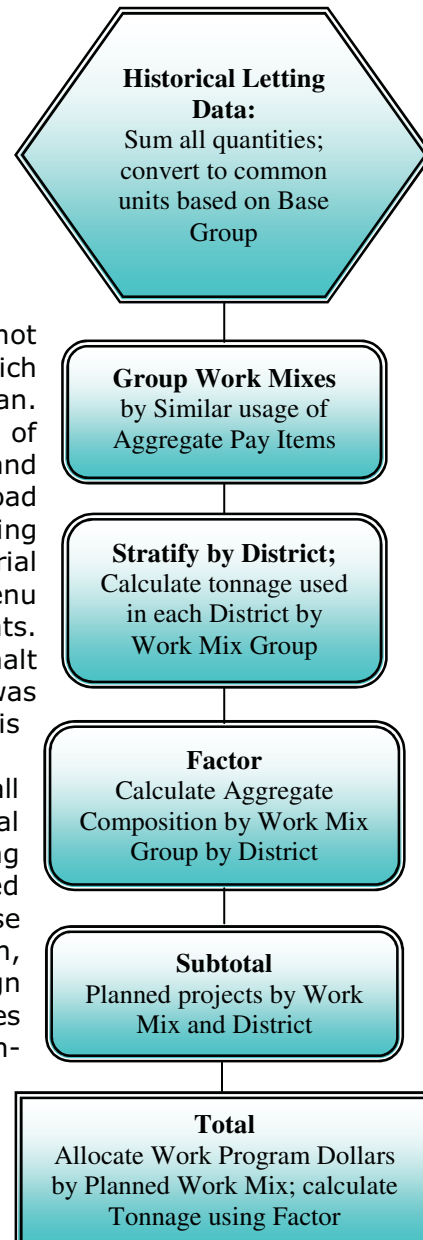 Historical Letting
Data:
Sum all quantities;
convert to common
units based on Base
Group
not
ich
an.
of
and
oad
ing
rial
enu
nts.
halt
was
is
all
al
ng
ed
se
n,
gn
es
n-
Group Work Mixes
by Similar usage of
Aggregate Pay Items
Stratify by District;
Calculate tonnage used
in each District by
Work Mix Group
Factor
Calculate Aggregate
Composition by Work Mix
Group by District
Subtotal
Planned projects by Work
Mix and District
Total
Allocate Work Program Dollars
by Planned Work Mix; calculate
Tonnage using Factor